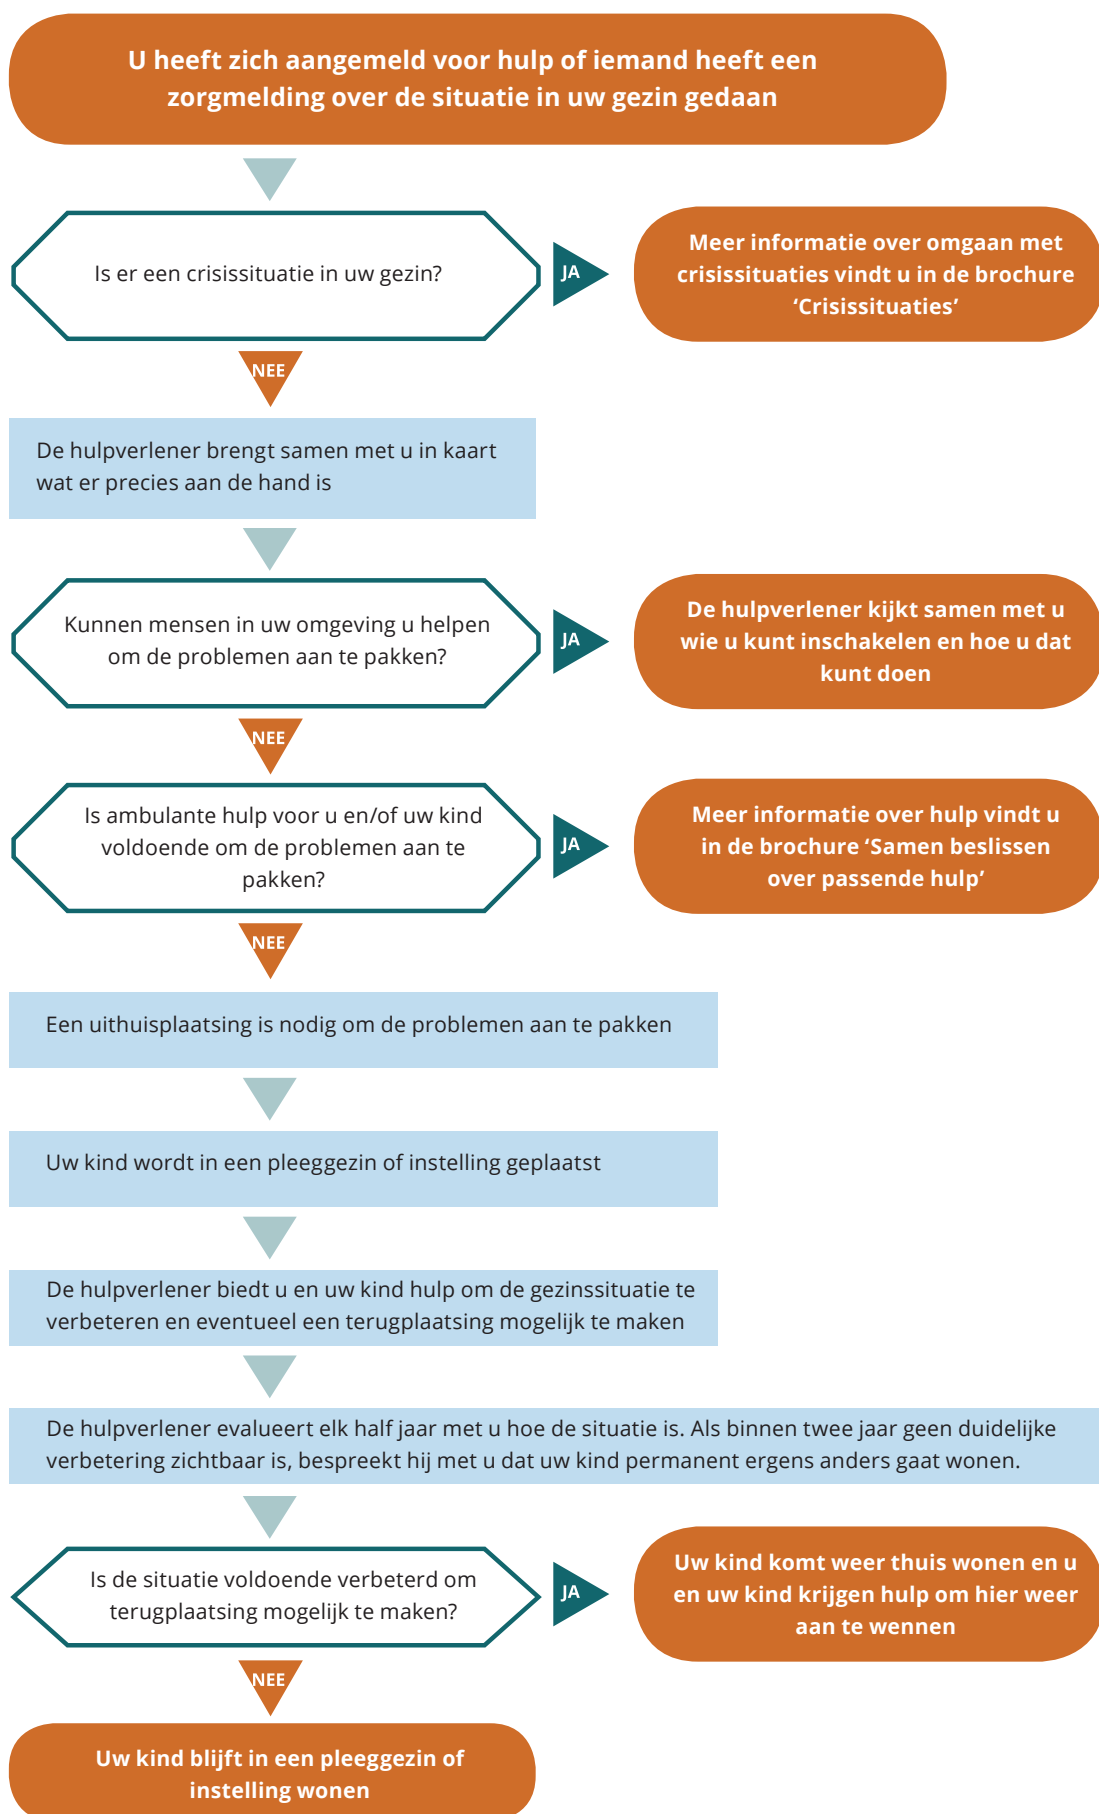 U heeft zich aangemeld voor hulp of iemand heeft een
zorgmelding over de situatie in uw gezin gedaan
Is er een crisissituatie in uw gezin?
JA
Meer informatie over omgaan met
crisissituaties vindt u in de brochure
‘Crisissituaties’
NEE
De hulpverlener brengt samen met u in kaart
wat er precies aan de hand is
Kunnen mensen in uw omgeving u helpen
om de problemen aan te pakken?
JA
De hulpverlener kijkt samen met u
wie u kunt inschakelen en hoe u dat
kunt doen
NEE
Is ambulante hulp voor u en/of uw kind
voldoende om de problemen aan te
pakken?
JA
Meer informatie over hulp vindt u
in de brochure ‘Samen beslissen
over passende hulp’
NEE
Een uithuisplaatsing is nodig om de problemen aan te pakken
Uw kind wordt in een pleeggezin of instelling geplaatst
De hulpverlener biedt u en uw kind hulp om de gezinssituatie te
verbeteren en eventueel een terugplaatsing mogelijk te maken
De hulpverlener evalueert elk half jaar met u hoe de situatie is. Als binnen twee jaar geen duidelijke
verbetering zichtbaar is, bespreekt hij met u dat uw kind permanent ergens anders gaat wonen.
Is de situatie voldoende verbeterd om
terugplaatsing mogelijk te maken?
JA
Uw kind komt weer thuis wonen en u
en uw kind krijgen hulp om hier weer
aan te wennen
NEE
Uw kind blijft in een pleeggezin of
instelling wonen